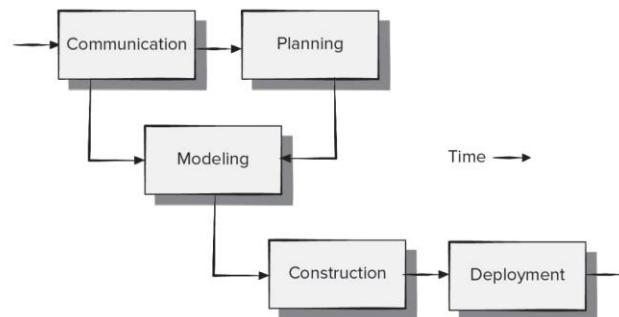 Communication
Planning
Modeling
Time
Construction
Deployment